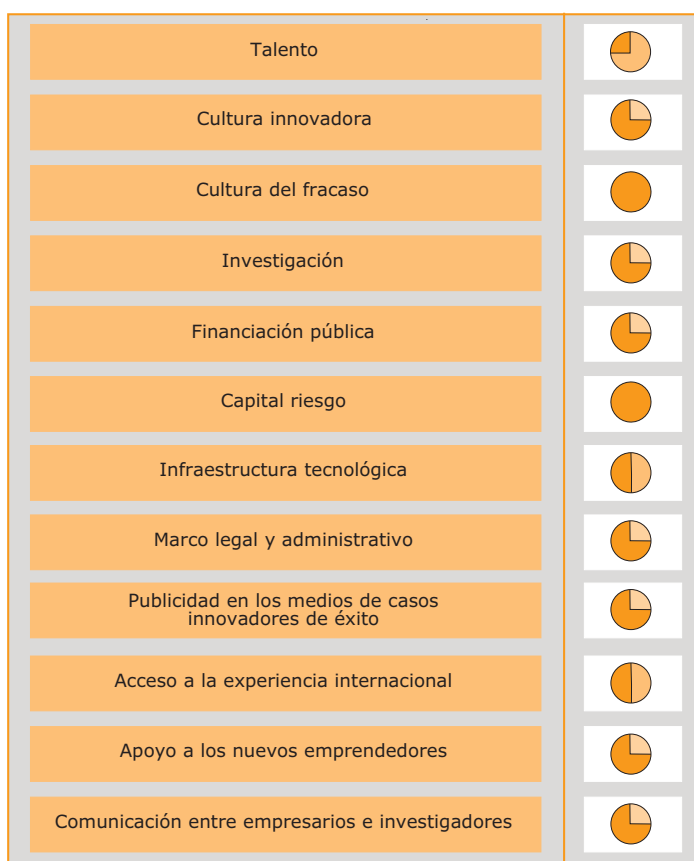 Talento
Cultura innovadora
Cultura del fracaso
Investigación
Financiación pública
Capital riesgo
Infraestructura tecnológica
Marco legal y administrativo
Publicidad en los medios de casos
innovadores de éxito
Acceso a la experiencia internacional
Apoyo a los nuevos emprendedores
Comunicación entre empresarios e investigadores